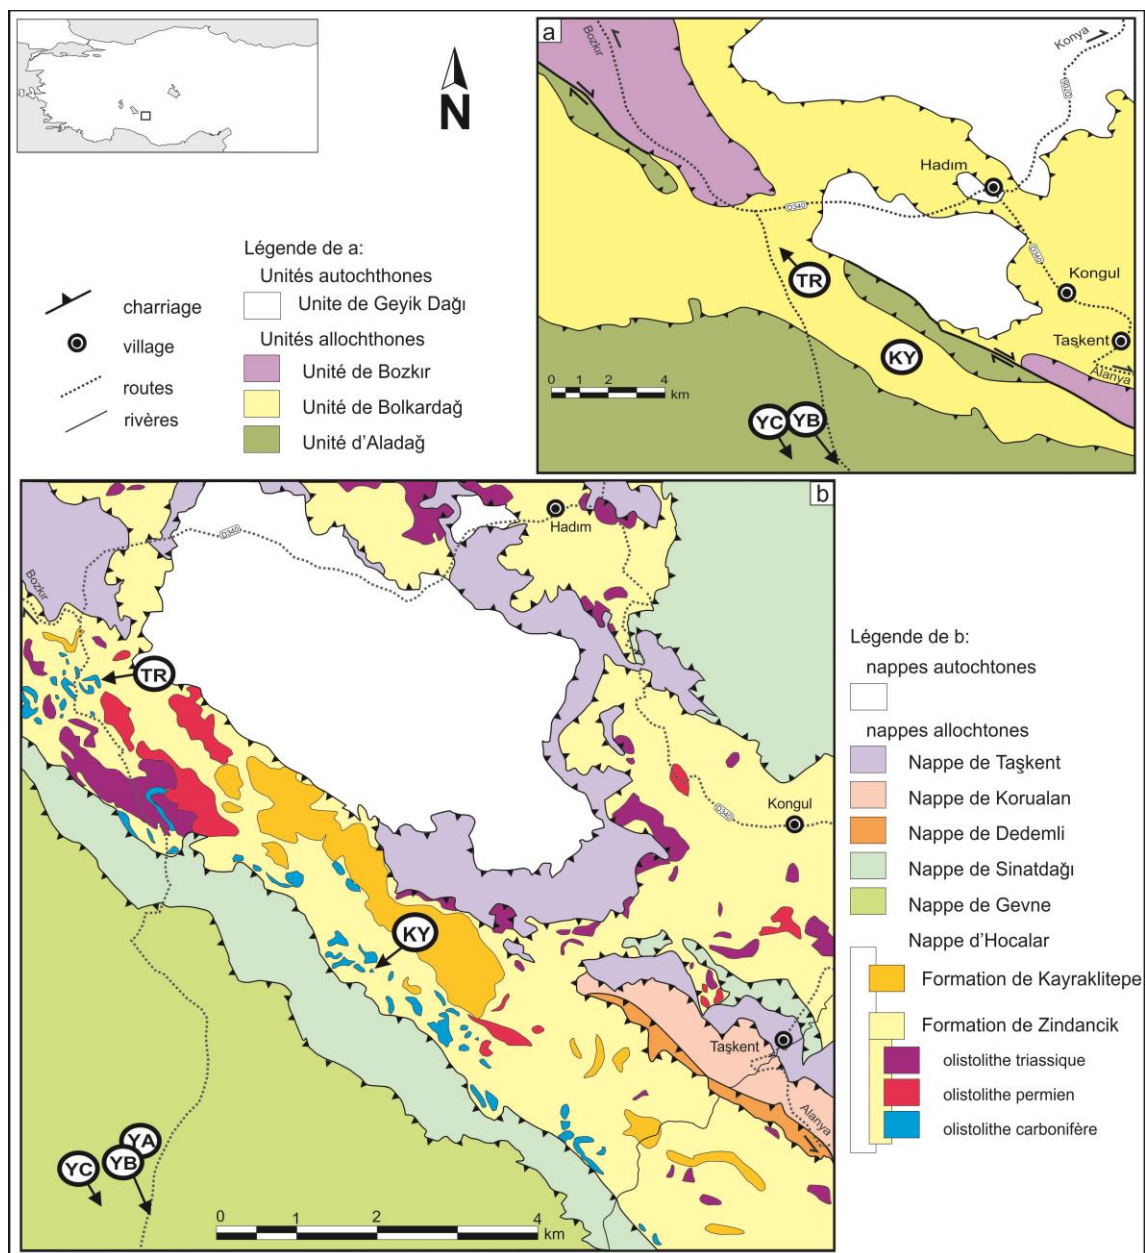 N
Légende de a:
Unités autochthones
Unite de Geyik Dağı
Unités allochthones
Unité de Bozkır
Unité de Bolkardağ
Unité d'Aladağ
charriage
village
routes
rivères
a
Bozkır
Konya
D340
Hadım
D340
D340
Kongul
Taşkent
Alanya
TR
KY
YC
YB
0 4
km
b
Hadım
D340
Bozkır
TR
D340
Kongul
KY
Taşkent
Alanya
YA
YB
YC
0 1 2 4
km
Légende de b:
nappes autochtones
nappes allochtones
Nappe de Taşkent
Nappe de Korualan
Nappe de Dedemli
Nappe de Sinatdağı
Nappe de Gevne
Nappe d'Hocalar
Formation de Kayraklitepe
Formation de Zindancik
olistolithe triassique
olistolithe permien
olistolithe carbonifère